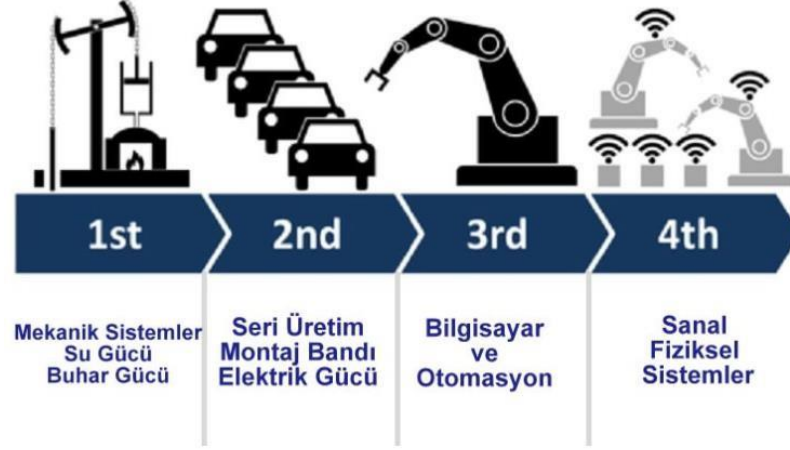 1st
2nd
3rd
4th
Mekanik Sistemler
Su Gücü
Buhar Gücü
Seri Üretim
Montaj Bandı
Elektrik Gücü
Bilgisayar
ve
Otomasyon
Sanal
Fiziksel
Sistemler